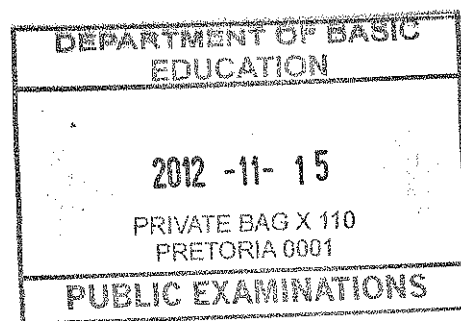 DEPARTMENT OF BASIC
EDUCATION
2012 -11- 15
PRIVATE BAG X 110
PRETORIA 0001
PUBLIC EXAMINATIONS